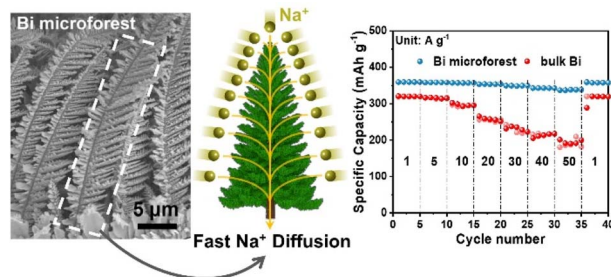 Bi microforest
5 µm
Na⁺
Fast Na⁺ Diffusion
Unit: A g⁻¹
Bi microforest
bulk Bi
Specific Capacity (mAh g⁻¹)
400
300
200
100
0
1 5 10 20 30 40 50 1
0 5 10 15 20 25 30 35 40
Cycle number